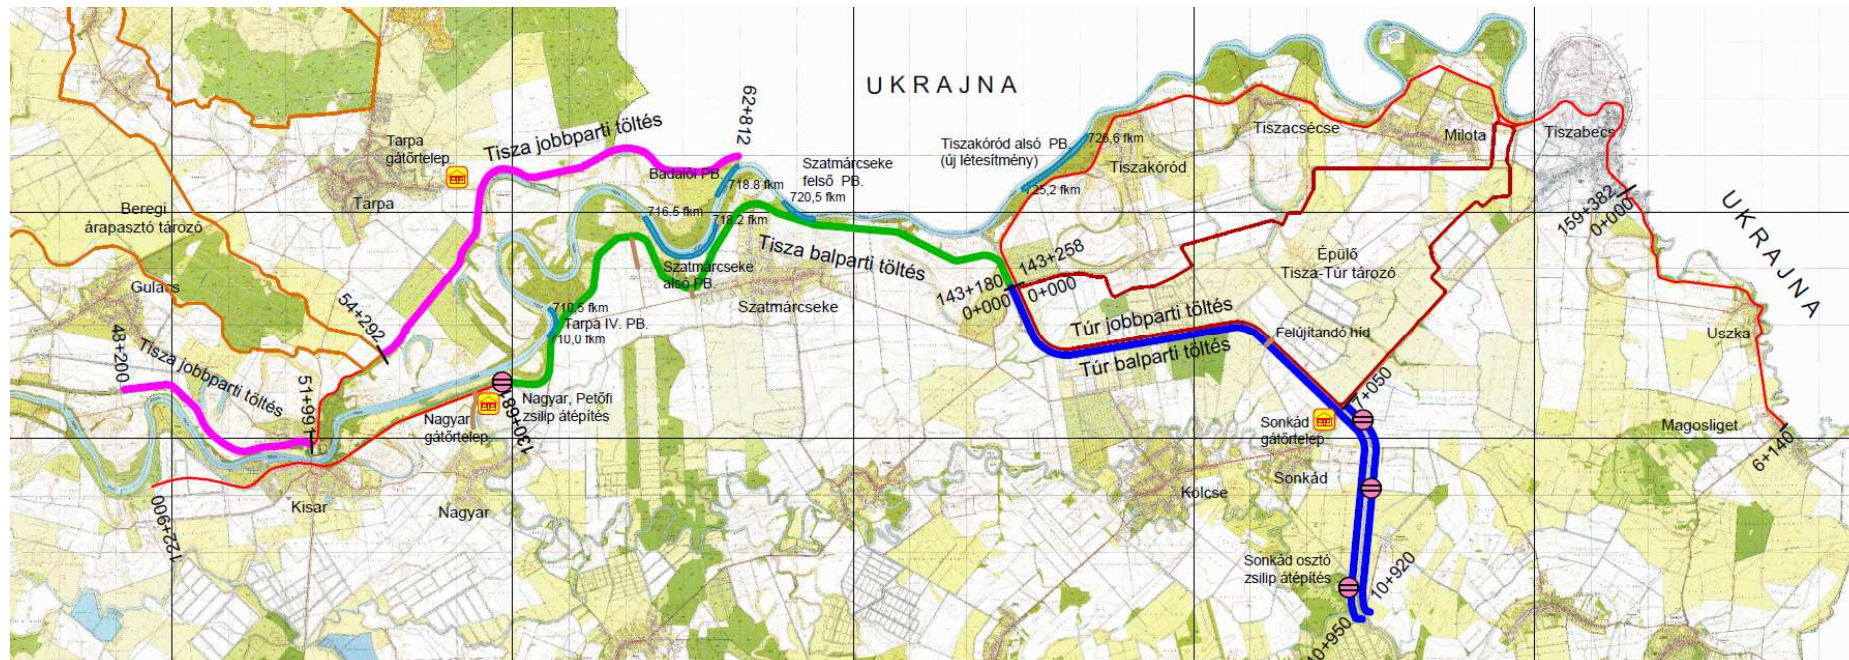 UKRAJNA
62+812
Tisza jobbparti töltés
Tarpa
gátőrtelep
Tarpa
Badalói PB.
718.8 fkm
Szatmárcseke
felső PB.
720,5 fkm
Tiszakóród alsó PB.
(új létesítmény)
726,6 fkm
725,2 fkm
Tiszakóród
Tiszacsécse
Milota
Tiszabecs
Beregi
árapasztó tározó
716.5 fkm
718.2 fkm
Tisza balparti töltés
Szatmárcseke
alsó PB.
Szatmárcseke
143+258
0+000
143+180
0+000
Épülő
Tisza-Túr tározó
159+382
0+000
UKRAJNA
Gulács
54+292
48+200
Tisza jobbparti töltés
51+991
Tarpa IV. PB.
710,0 fkm
Túr jobbparti töltés
Túr balparti töltés
Felújítandó híd
Uszka
Nagyar
gátőrtelep
Nagyar, Petőfi
zsilip átépítés
130+681
7+050
Sonkád
gátőrtelep
Magosliget
6+140
Kisar
Nagyar
122+900
Kölcse
Sonkád
Sonkád osztó
zsilip átépítés
10+920
10+950